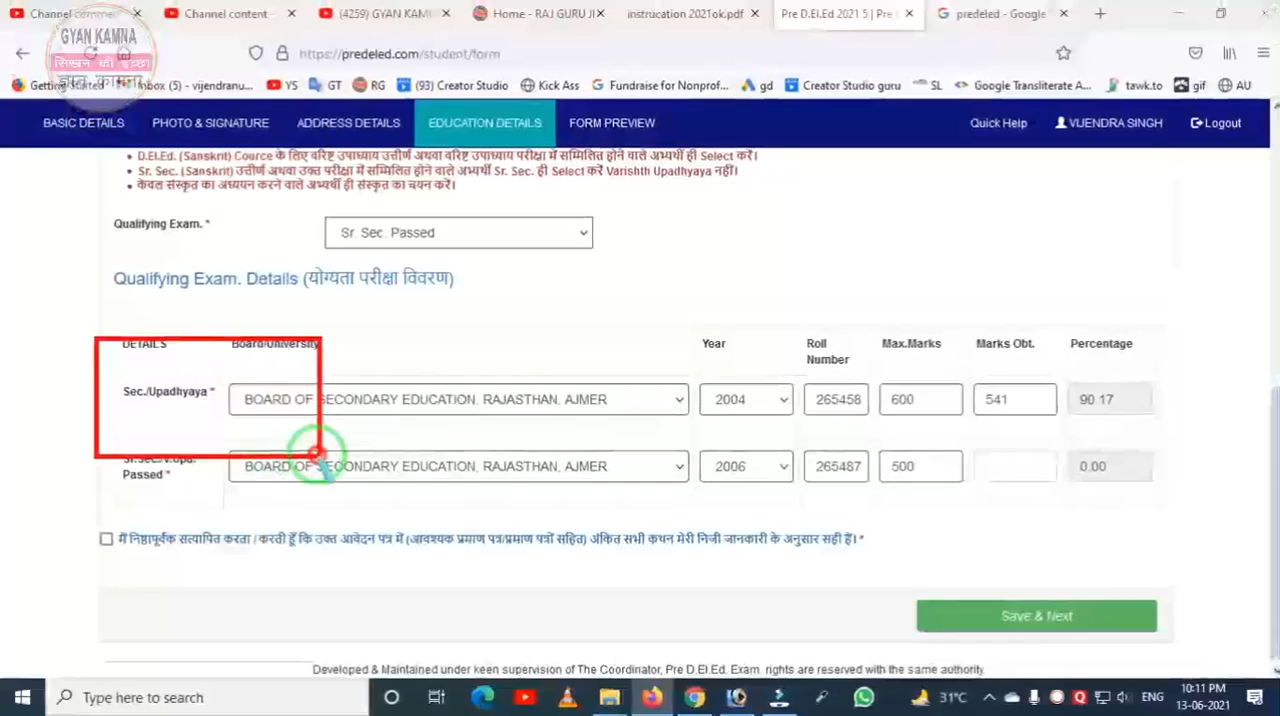 Channel comme
Channel content
(4259) GYAN KAM
Home - RAJ GURU JI
instrucation 2021ok.pdf
Pre D.El.Ed 2021 5 | Pre
predeled - Google
GYAN KAMNA
सिखन की इच्छा
ज्ञान कामना
https://predeled.com/student/form
Getting Started
Inbox (5) - vijendranu...
YS
GT
RG
(93) Creator Studio
Kick Ass
Fundraise for Nonprof...
gd
Creator Studio guru
SL
Google Transliterate A...
tawk.to
gif
AU
BASIC DETAILS
PHOTO & SIGNATURE
ADDRESS DETAILS
EDUCATION DETAILS
FORM PREVIEW
Quick Help
VIJENDRA SINGH
Logout
D.El.Ed. (Sanskrit) Cource के लिए वरिष्ठ उपाध्याय उत्तीर्ण अथवा वरिष्ठ उपाध्याय परीक्षा में सम्मिलित होने वाले अभ्यर्थी ही Select करें।
Sr. Sec. (Sanskrit) उत्तीर्ण अथवा उक्त परीक्षा में सम्मिलित होने वाले अभ्यर्थी Sr. Sec. ही Select करें Varishth Upadhyaya नहीं।
केवल संस्कृत का अध्ययन करने वाले अभ्यर्थी ही संस्कृत का चयन करें।
Qualifying Exam. *
Sr. Sec. Passed
Qualifying Exam. Details (योग्यता परीक्षा विवरण)
DETAILS
Board/University
Year
Roll Number
Max.Marks
Marks Obt.
Percentage
Sec./Upadhyaya *
BOARD OF SECONDARY EDUCATION, RAJASTHAN, AJMER
2004
265458
600
541
90.17
Sr.Sec./V.Upa. Passed *
BOARD OF SECONDARY EDUCATION, RAJASTHAN, AJMER
2006
265487
500
0.00
मैं निष्ठापूर्वक सत्यापित करता / करती हूँ कि उक्त आवेदन पत्र में (आवश्यक प्रमाण पत्र/प्रमाण पत्रों सहित) अंकित सभी कथन मेरी निजी जानकारी के अनुसार सही हैं। *
Save & Next
Developed & Maintained under keen supervision of The Coordinator, Pre D.El.Ed. Exam. rights are reserved with the same authority.
Type here to search
31°C
ENG
10:11 PM
13-06-2021